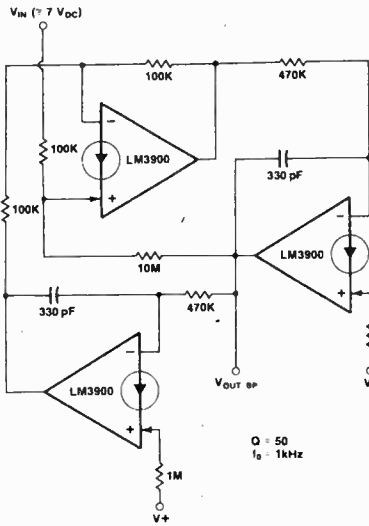 VIN (≅ 7 VDC)
100K
470K
−
100K
LM3900
+
330 pF
100K
−
10M
LM3900
+
330 pF
470K
−
LM3900
VOUT BP
+
Q = 50
f0 = 1kHz
1M
V+